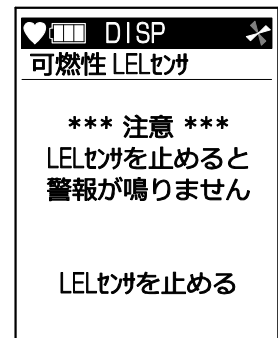 DISP
可燃性 LELｾﾝｻ
*** 注意 ***
LELｾﾝｻを止めると
警報が鳴りません
LELｾﾝｻを止める